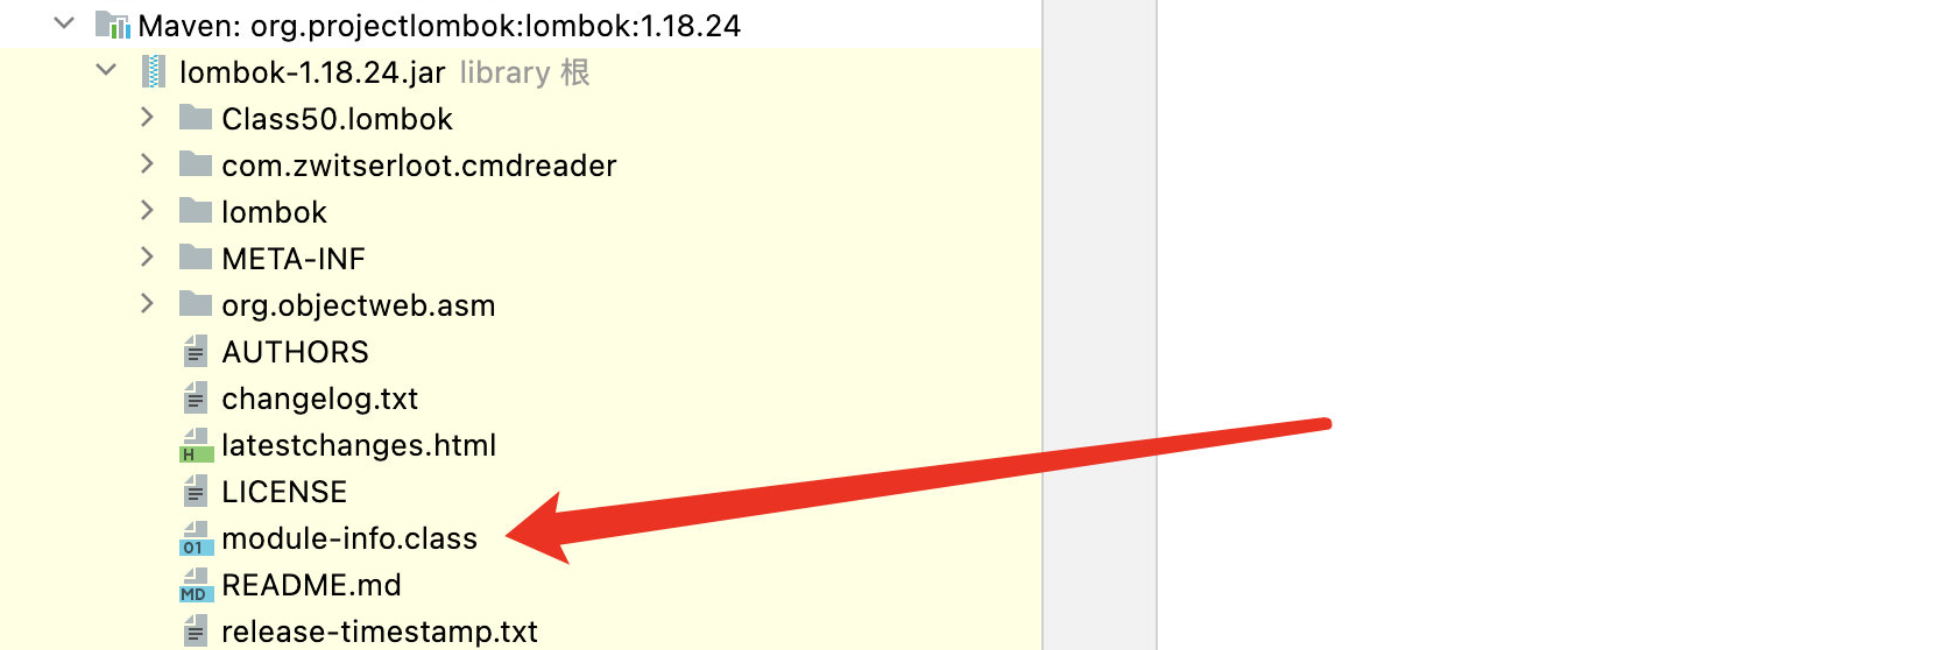 Maven: org.projectlombok:lombok:1.18.24
lombok-1.18.24.jar library 根
Class50.lombok
com.zwitserloot.cmdreader
lombok
META-INF
org.objectweb.asm
AUTHORS
changelog.txt
H latestchanges.html
LICENSE
01 module-info.class
MD README.md
release-timestamp.txt